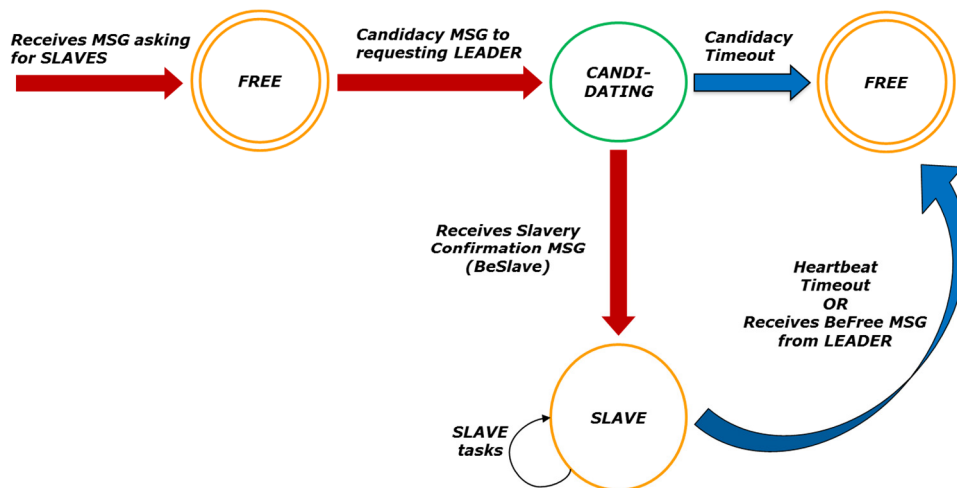 Receives MSG asking
for SLAVES
FREE
Candidacy MSG to
requesting LEADER
CANDI-
DATING
Candidacy
Timeout
FREE
Receives Slavery
Confirmation MSG
(BeSlave)
Heartbeat
Timeout
OR
Receives BeFree MSG
from LEADER
SLAVE
SLAVE
tasks